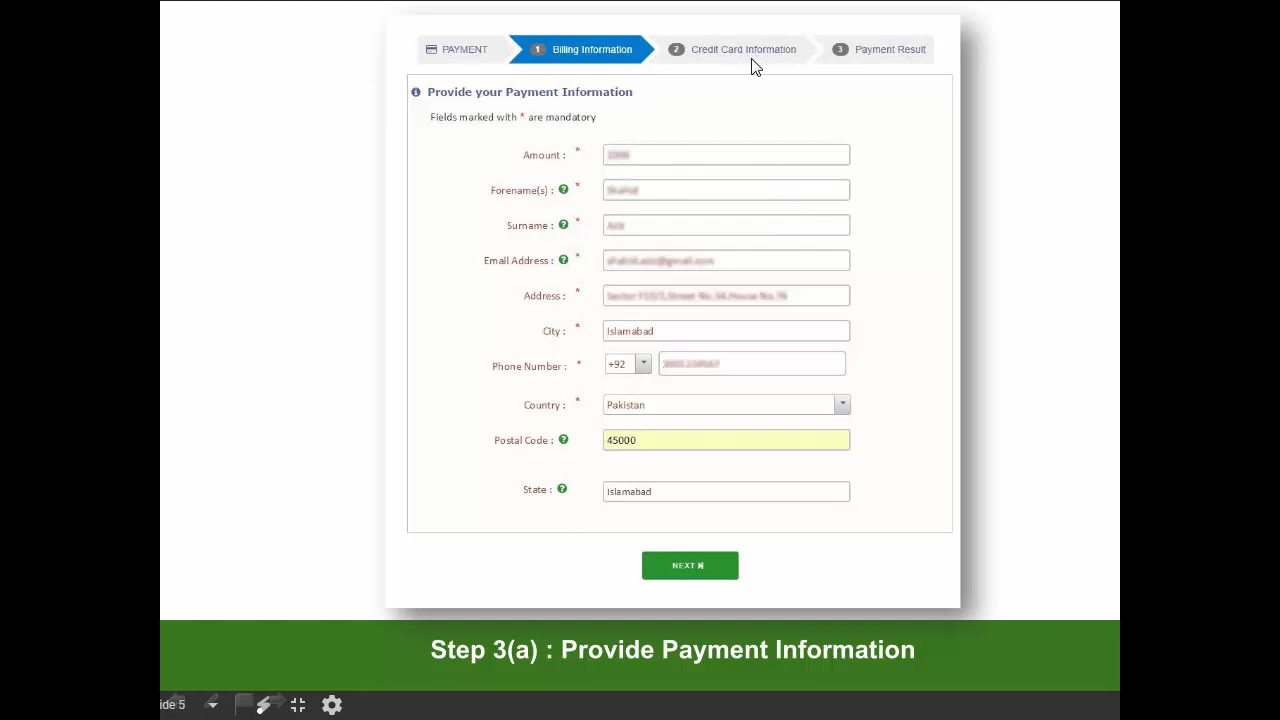 PAYMENT 1 Billing Information 2 Credit Card Information 3 Payment Result
Provide your Payment Information
Fields marked with * are mandatory
Amount : *
Forename(s) : ? *
Surname : ? *
Email Address : ? *
Address : *
City : * Islamabad
Phone Number : * +92
Country : * Pakistan
Postal Code : ? 45000
State : ? Islamabad
NEXT
Step 3(a) : Provide Payment Information
ide 5